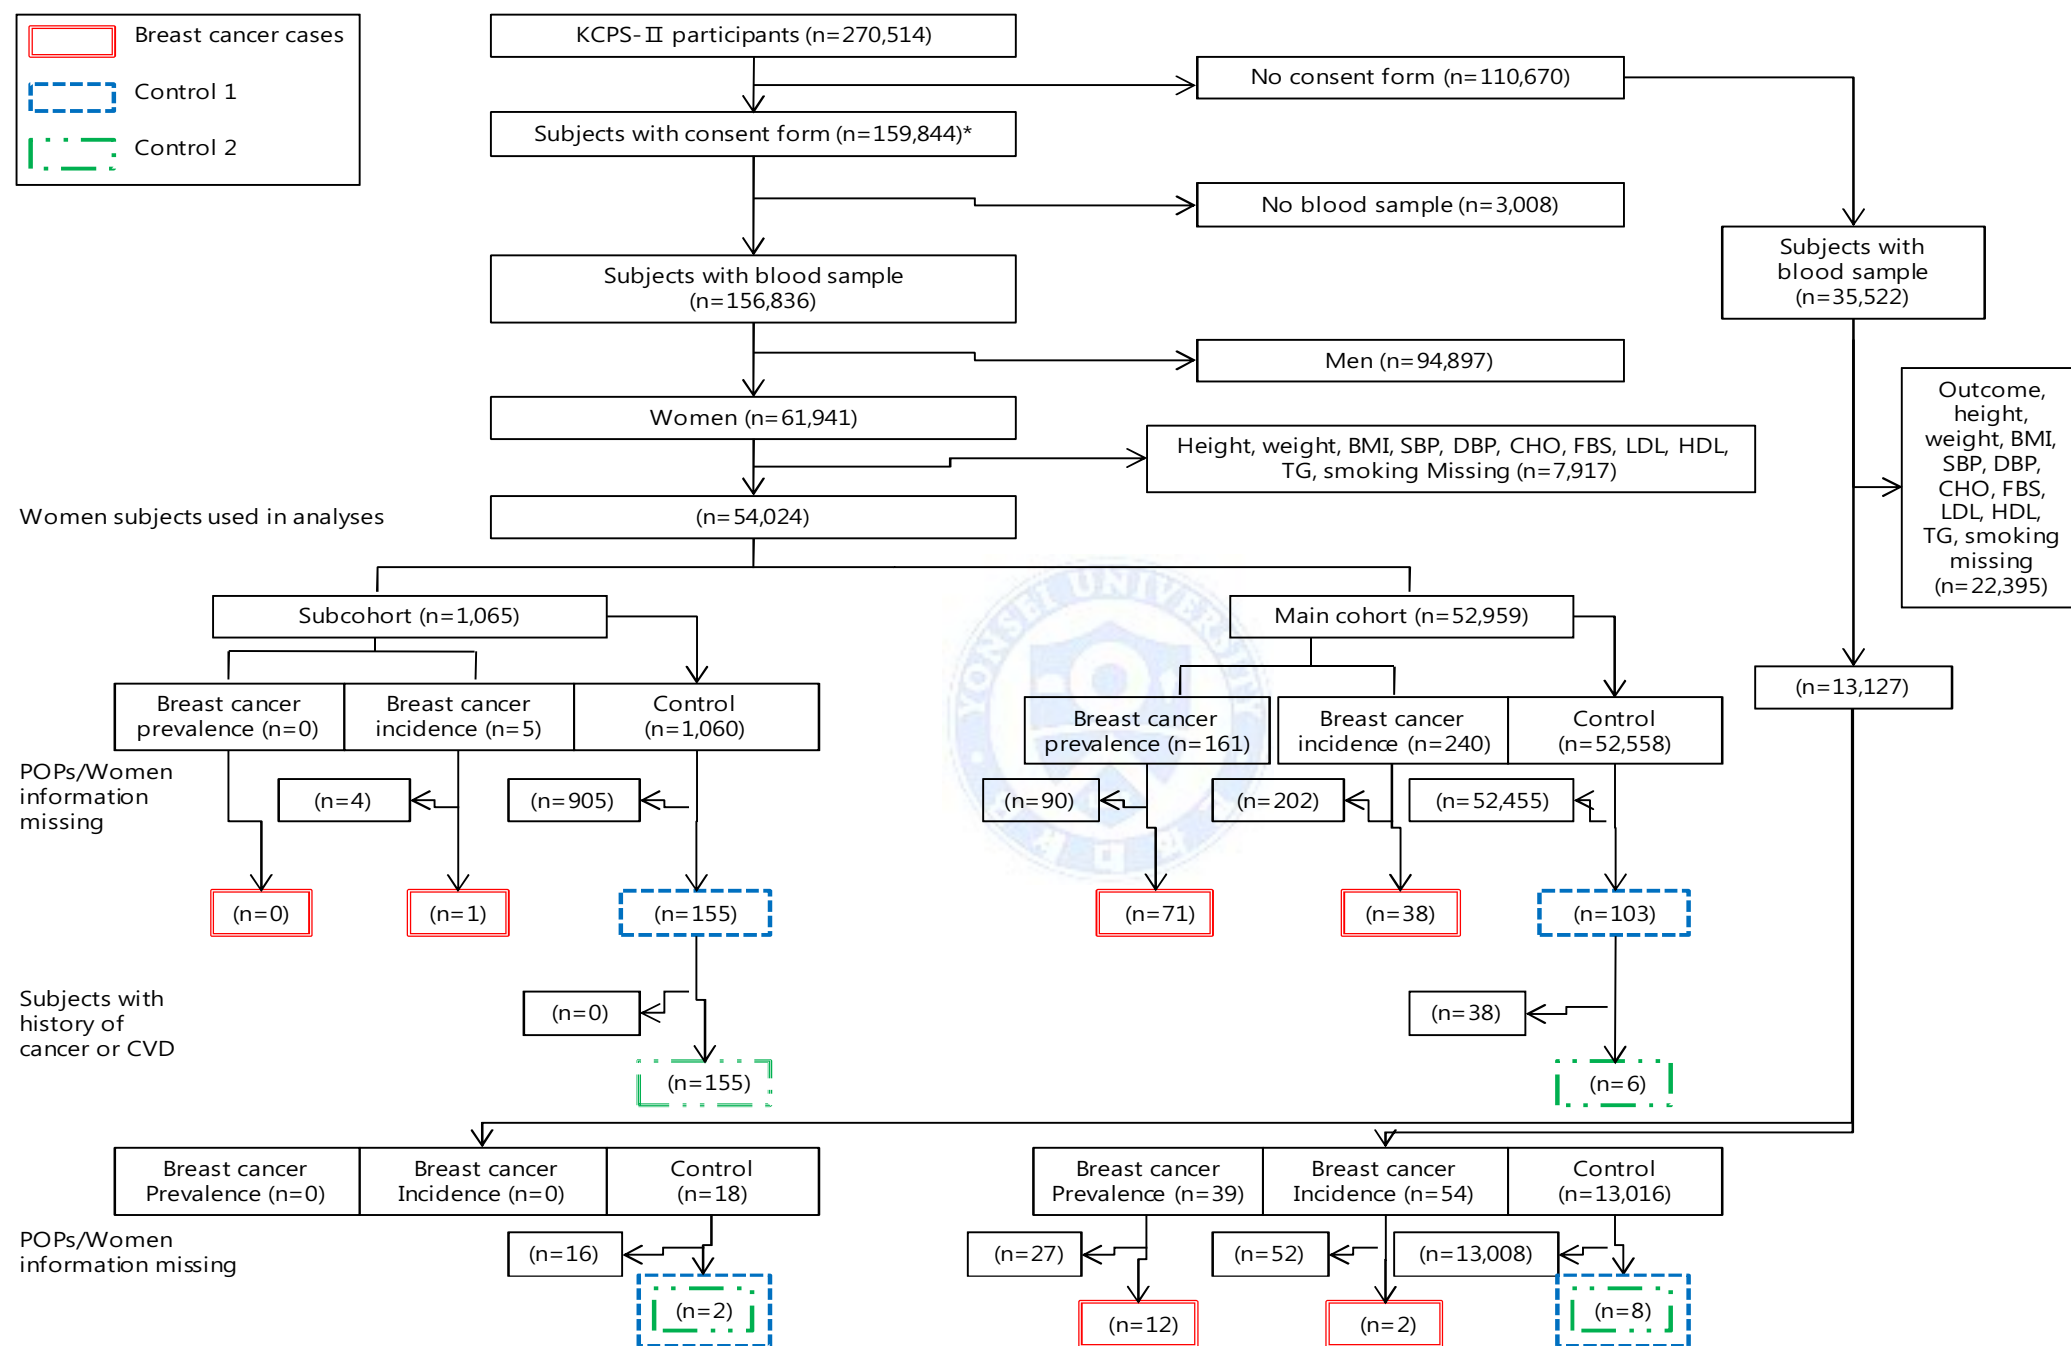 Breast cancer cases
Control 1
Control 2
KCPS-Ⅱ participants (n=270,514)
No consent form (n=110,670)
Subjects with consent form (n=159,844)*
No blood sample (n=3,008)
Subjects with blood sample
(n=156,836)
Subjects with
blood sample
(n=35,522)
Men (n=94,897)
Women (n=61,941)
Height, weight, BMI, SBP, DBP, CHO, FBS, LDL, HDL,
TG, smoking Missing (n=7,917)
Outcome,
height,
weight, BMI,
SBP, DBP,
CHO, FBS,
LDL, HDL,
TG, smoking
missing
(n=22,395)
Women subjects used in analyses
(n=54,024)
Subcohort (n=1,065)
Main cohort (n=52,959)
(n=13,127)
Breast cancer
prevalence (n=0)
Breast cancer
incidence (n=5)
Control
(n=1,060)
Breast cancer
prevalence (n=161)
Breast cancer
incidence (n=240)
Control
(n=52,558)
POPs/Women
information
missing
(n=4)
(n=905)
(n=90)
(n=202)
(n=52,455)
(n=0)
(n=1)
(n=155)
(n=71)
(n=38)
(n=103)
Subjects with
history of
cancer or CVD
(n=0)
(n=38)
(n=155)
(n=6)
Breast cancer
Prevalence (n=0)
Breast cancer
Incidence (n=0)
Control
(n=18)
Breast cancer
Prevalence (n=39)
Breast cancer
Incidence (n=54)
Control
(n=13,016)
POPs/Women
information missing
(n=16)
(n=27)
(n=52)
(n=13,008)
(n=2)
(n=12)
(n=2)
(n=8)
YONSEI UNIVERSITY